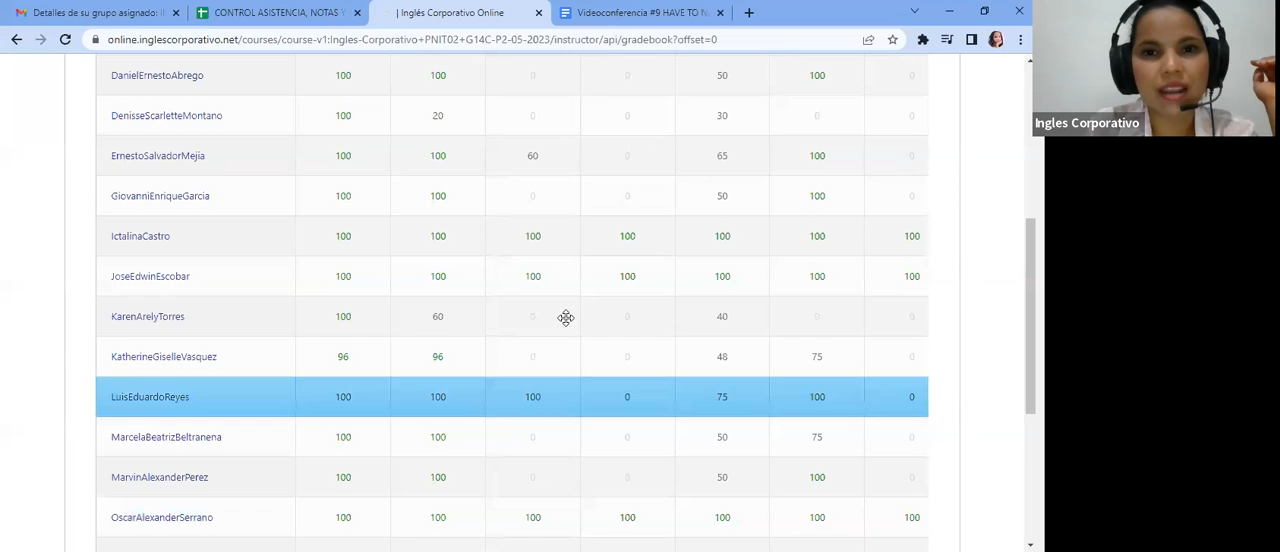 Detalles de su grupo asignado: I
CONTROL ASISTENCIA, NOTAS Y
| Inglés Corporativo Online
Videoconferencia #9 HAVE TO N
online.inglescorporativo.net/courses/course-v1:Ingles-Corporativo+PNIT02+G14C-P2-05-2023/instructor/api/gradebook?offset=0
DanielErnestoAbrego 100 100 0 0 50 100 0
DenisseScarletteMontano 100 20 0 0 30 0 0
ErnestoSalvadorMejia 100 100 60 0 65 100 0
GiovanniEnriqueGarcia 100 100 0 0 50 100 0
IctalinaCastro 100 100 100 100 100 100 100
JoseEdwinEscobar 100 100 100 100 100 100 100
KarenArelyTorres 100 60 0 0 40 0 0
KatherineGiselleVasquez 96 96 0 0 48 75 0
LuisEduardoReyes 100 100 100 0 75 100 0
MarcelaBeatrizBeltranena 100 100 0 0 50 75 0
MarvinAlexanderPerez 100 100 0 0 50 100 0
OscarAlexanderSerrano 100 100 100 100 100 100 100
Ingles Corporativo